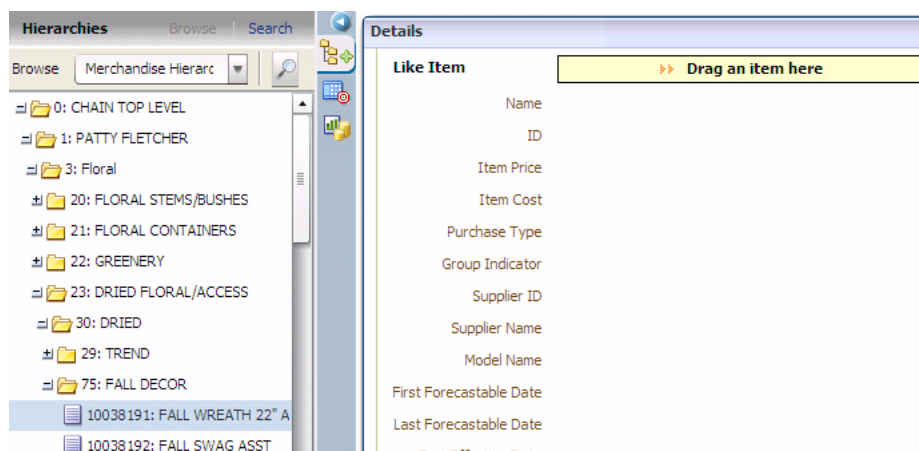 Hierarchies Browse Search
Browse Merchandise Hierarc
0: CHAIN TOP LEVEL
1: PATTY FLETCHER
3: Floral
20: FLORAL STEMS/BUSHES
21: FLORAL CONTAINERS
22: GREENERY
23: DRIED FLORAL/ACCESS
30: DRIED
29: TREND
75: FALL DECOR
10038191: FALL WREATH 22" A
10038192: FALL SWAG ASST
Details
Like Item Drag an item here
Name
ID
Item Price
Item Cost
Purchase Type
Group Indicator
Supplier ID
Supplier Name
Model Name
First Forecastable Date
Last Forecastable Date